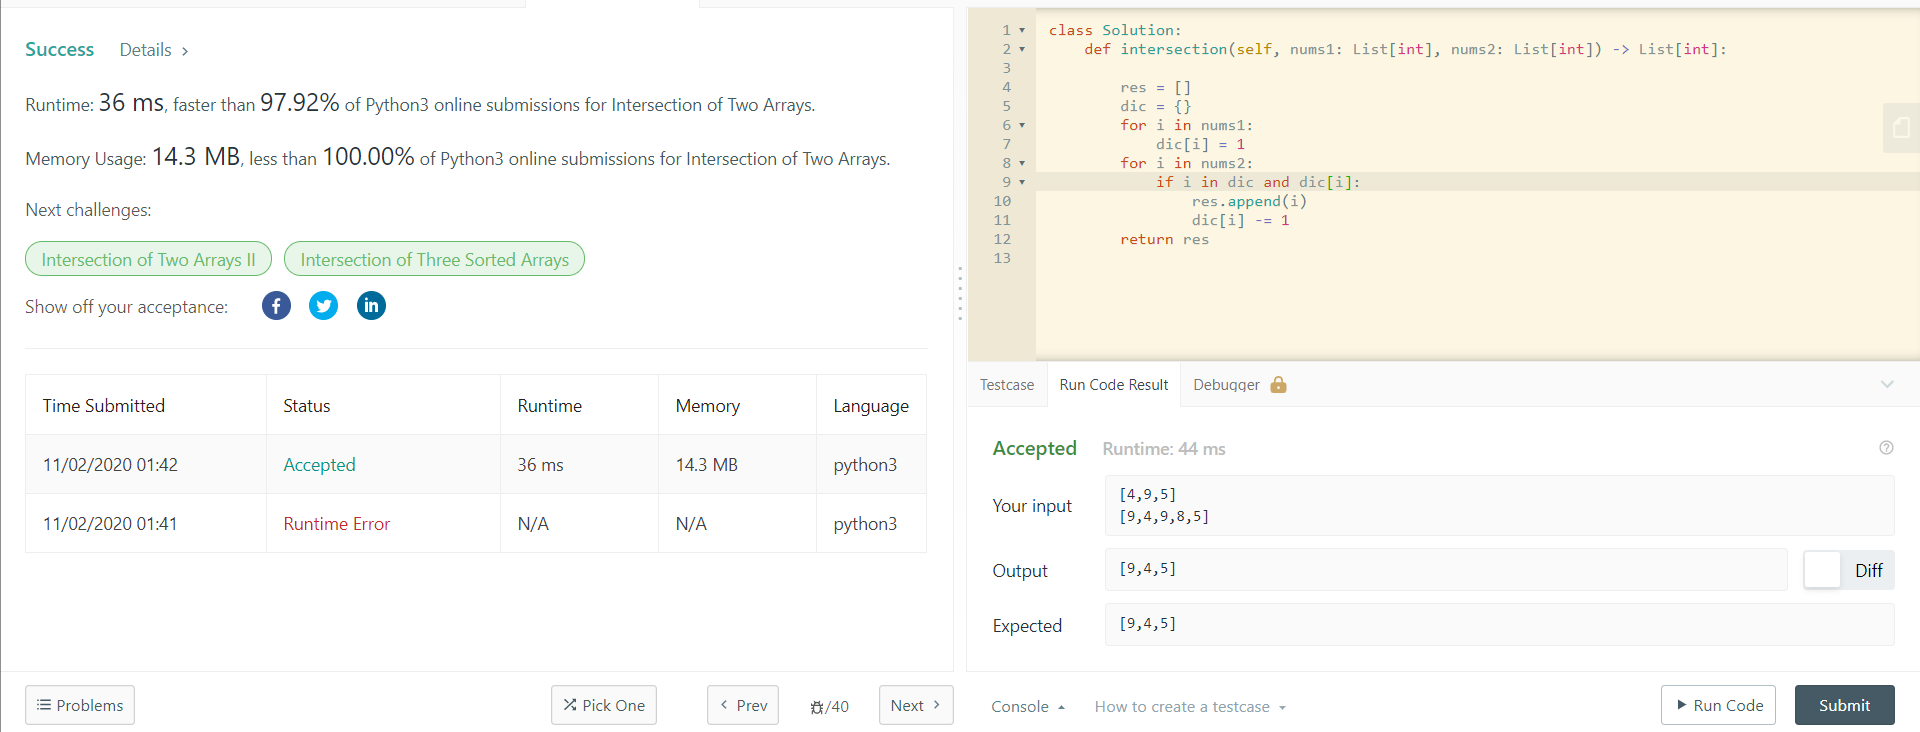 Success Details >
Runtime: 36 ms, faster than 97.92% of Python3 online submissions for Intersection of Two Arrays.
Memory Usage: 14.3 MB, less than 100.00% of Python3 online submissions for Intersection of Two Arrays.
Next challenges:
Intersection of Two Arrays II Intersection of Three Sorted Arrays
Show off your acceptance: f in
Time Submitted Status Runtime Memory Language
11/02/2020 01:42 Accepted 36 ms 14.3 MB python3
11/02/2020 01:41 Runtime Error N/A N/A python3
Problems Pick One < Prev /40 Next >
1 class Solution:
2     def intersection(self, nums1: List[int], nums2: List[int]) -> List[int]:
3
4         res = []
5         dic = {}
6         for i in nums1:
7             dic[i] = 1
8         for i in nums2:
9             if i in dic and dic[i]:
10                 res.append(i)
11                 dic[i] -= 1
12         return res
13
Testcase Run Code Result Debugger
Accepted Runtime: 44 ms ?
Your input
[4,9,5]
[9,4,9,8,5]
Output [9,4,5] Diff
Expected [9,4,5]
Console How to create a testcase Run Code Submit